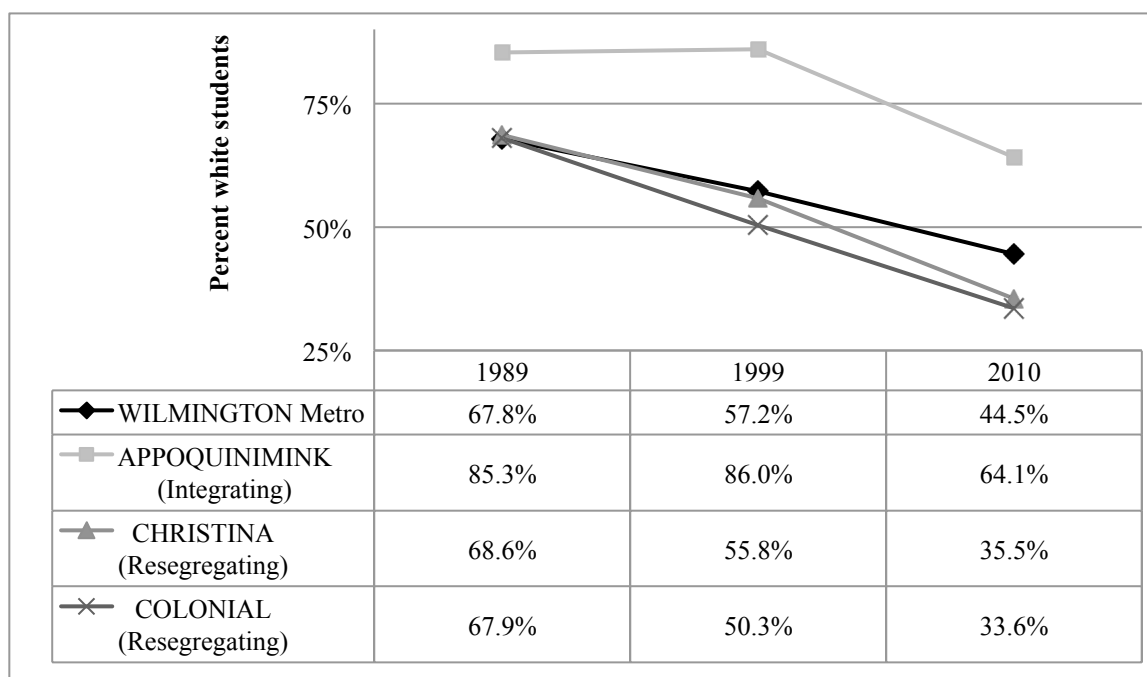 Percent white students
75%
50%
25%
1989 1999 2010
WILMINGTON Metro 67.8% 57.2% 44.5%
APPOQUINIMINK
(Integrating) 85.3% 86.0% 64.1%
CHRISTINA
(Resegregating) 68.6% 55.8% 35.5%
COLONIAL
(Resegregating) 67.9% 50.3% 33.6%